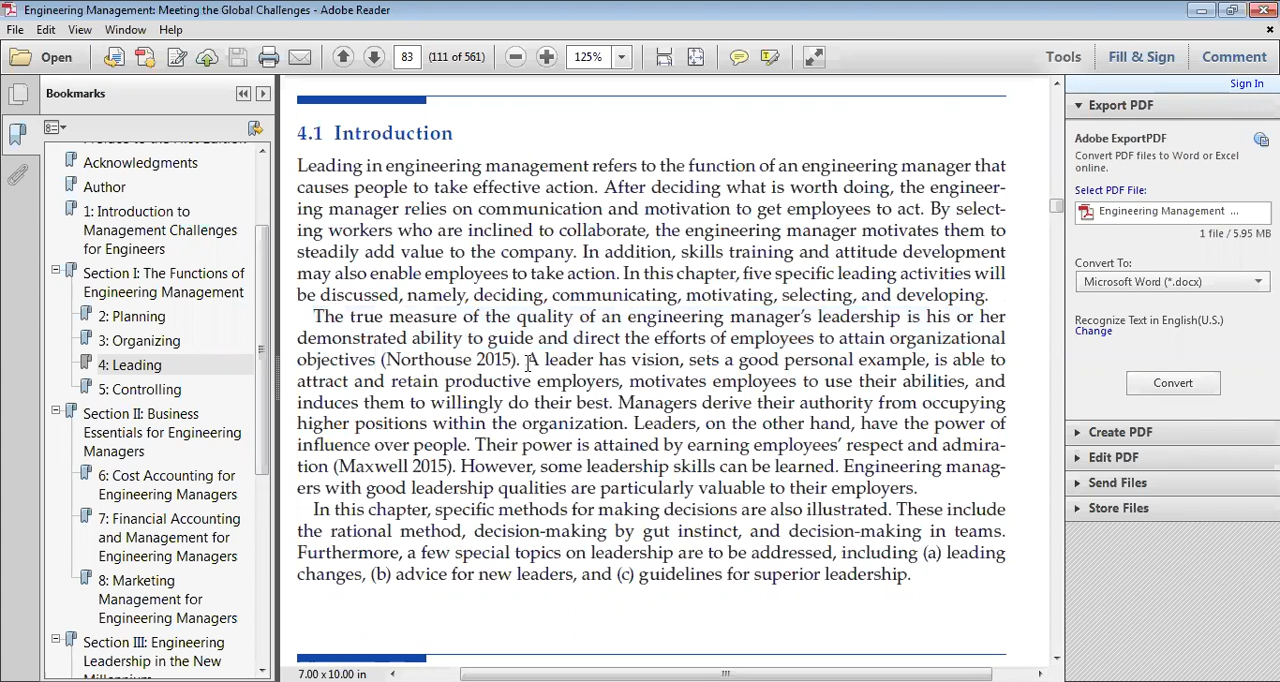 Engineering Management: Meeting the Global Challenges - Adobe Reader
File Edit View Window Help
Open 83 (111 of 561) 125% Tools Fill & Sign Comment
Bookmarks
Acknowledgments
Author
1: Introduction to
Management Challenges
for Engineers
Section I: The Functions of
Engineering Management
2: Planning
3: Organizing
4: Leading
5: Controlling
Section II: Business
Essentials for Engineering
Managers
6: Cost Accounting for
Engineering Managers
7: Financial Accounting
and Management for
Engineering Managers
8: Marketing
Management for
Engineering Managers
Section III: Engineering
Leadership in the New
4.1 Introduction
Leading in engineering management refers to the function of an engineering manager that
causes people to take effective action. After deciding what is worth doing, the engineer-
ing manager relies on communication and motivation to get employees to act. By select-
ing workers who are inclined to collaborate, the engineering manager motivates them to
steadily add value to the company. In addition, skills training and attitude development
may also enable employees to take action. In this chapter, five specific leading activities will
be discussed, namely, deciding, communicating, motivating, selecting, and developing.
The true measure of the quality of an engineering manager's leadership is his or her
demonstrated ability to guide and direct the efforts of employees to attain organizational
objectives (Northouse 2015). A leader has vision, sets a good personal example, is able to
attract and retain productive employers, motivates employees to use their abilities, and
induces them to willingly do their best. Managers derive their authority from occupying
higher positions within the organization. Leaders, on the other hand, have the power of
influence over people. Their power is attained by earning employees' respect and admira-
tion (Maxwell 2015). However, some leadership skills can be learned. Engineering manag-
ers with good leadership qualities are particularly valuable to their employers.
In this chapter, specific methods for making decisions are also illustrated. These include
the rational method, decision-making by gut instinct, and decision-making in teams.
Furthermore, a few special topics on leadership are to be addressed, including (a) leading
changes, (b) advice for new leaders, and (c) guidelines for superior leadership.
7.00 x 10.00 in
Sign In
Export PDF
Adobe ExportPDF
Convert PDF files to Word or Excel
online.
Select PDF File:
Engineering Management ...
1 file / 5.95 MB
Convert To:
Microsoft Word (*.docx)
Recognize Text in English(U.S.)
Change
Convert
Create PDF
Edit PDF
Send Files
Store Files